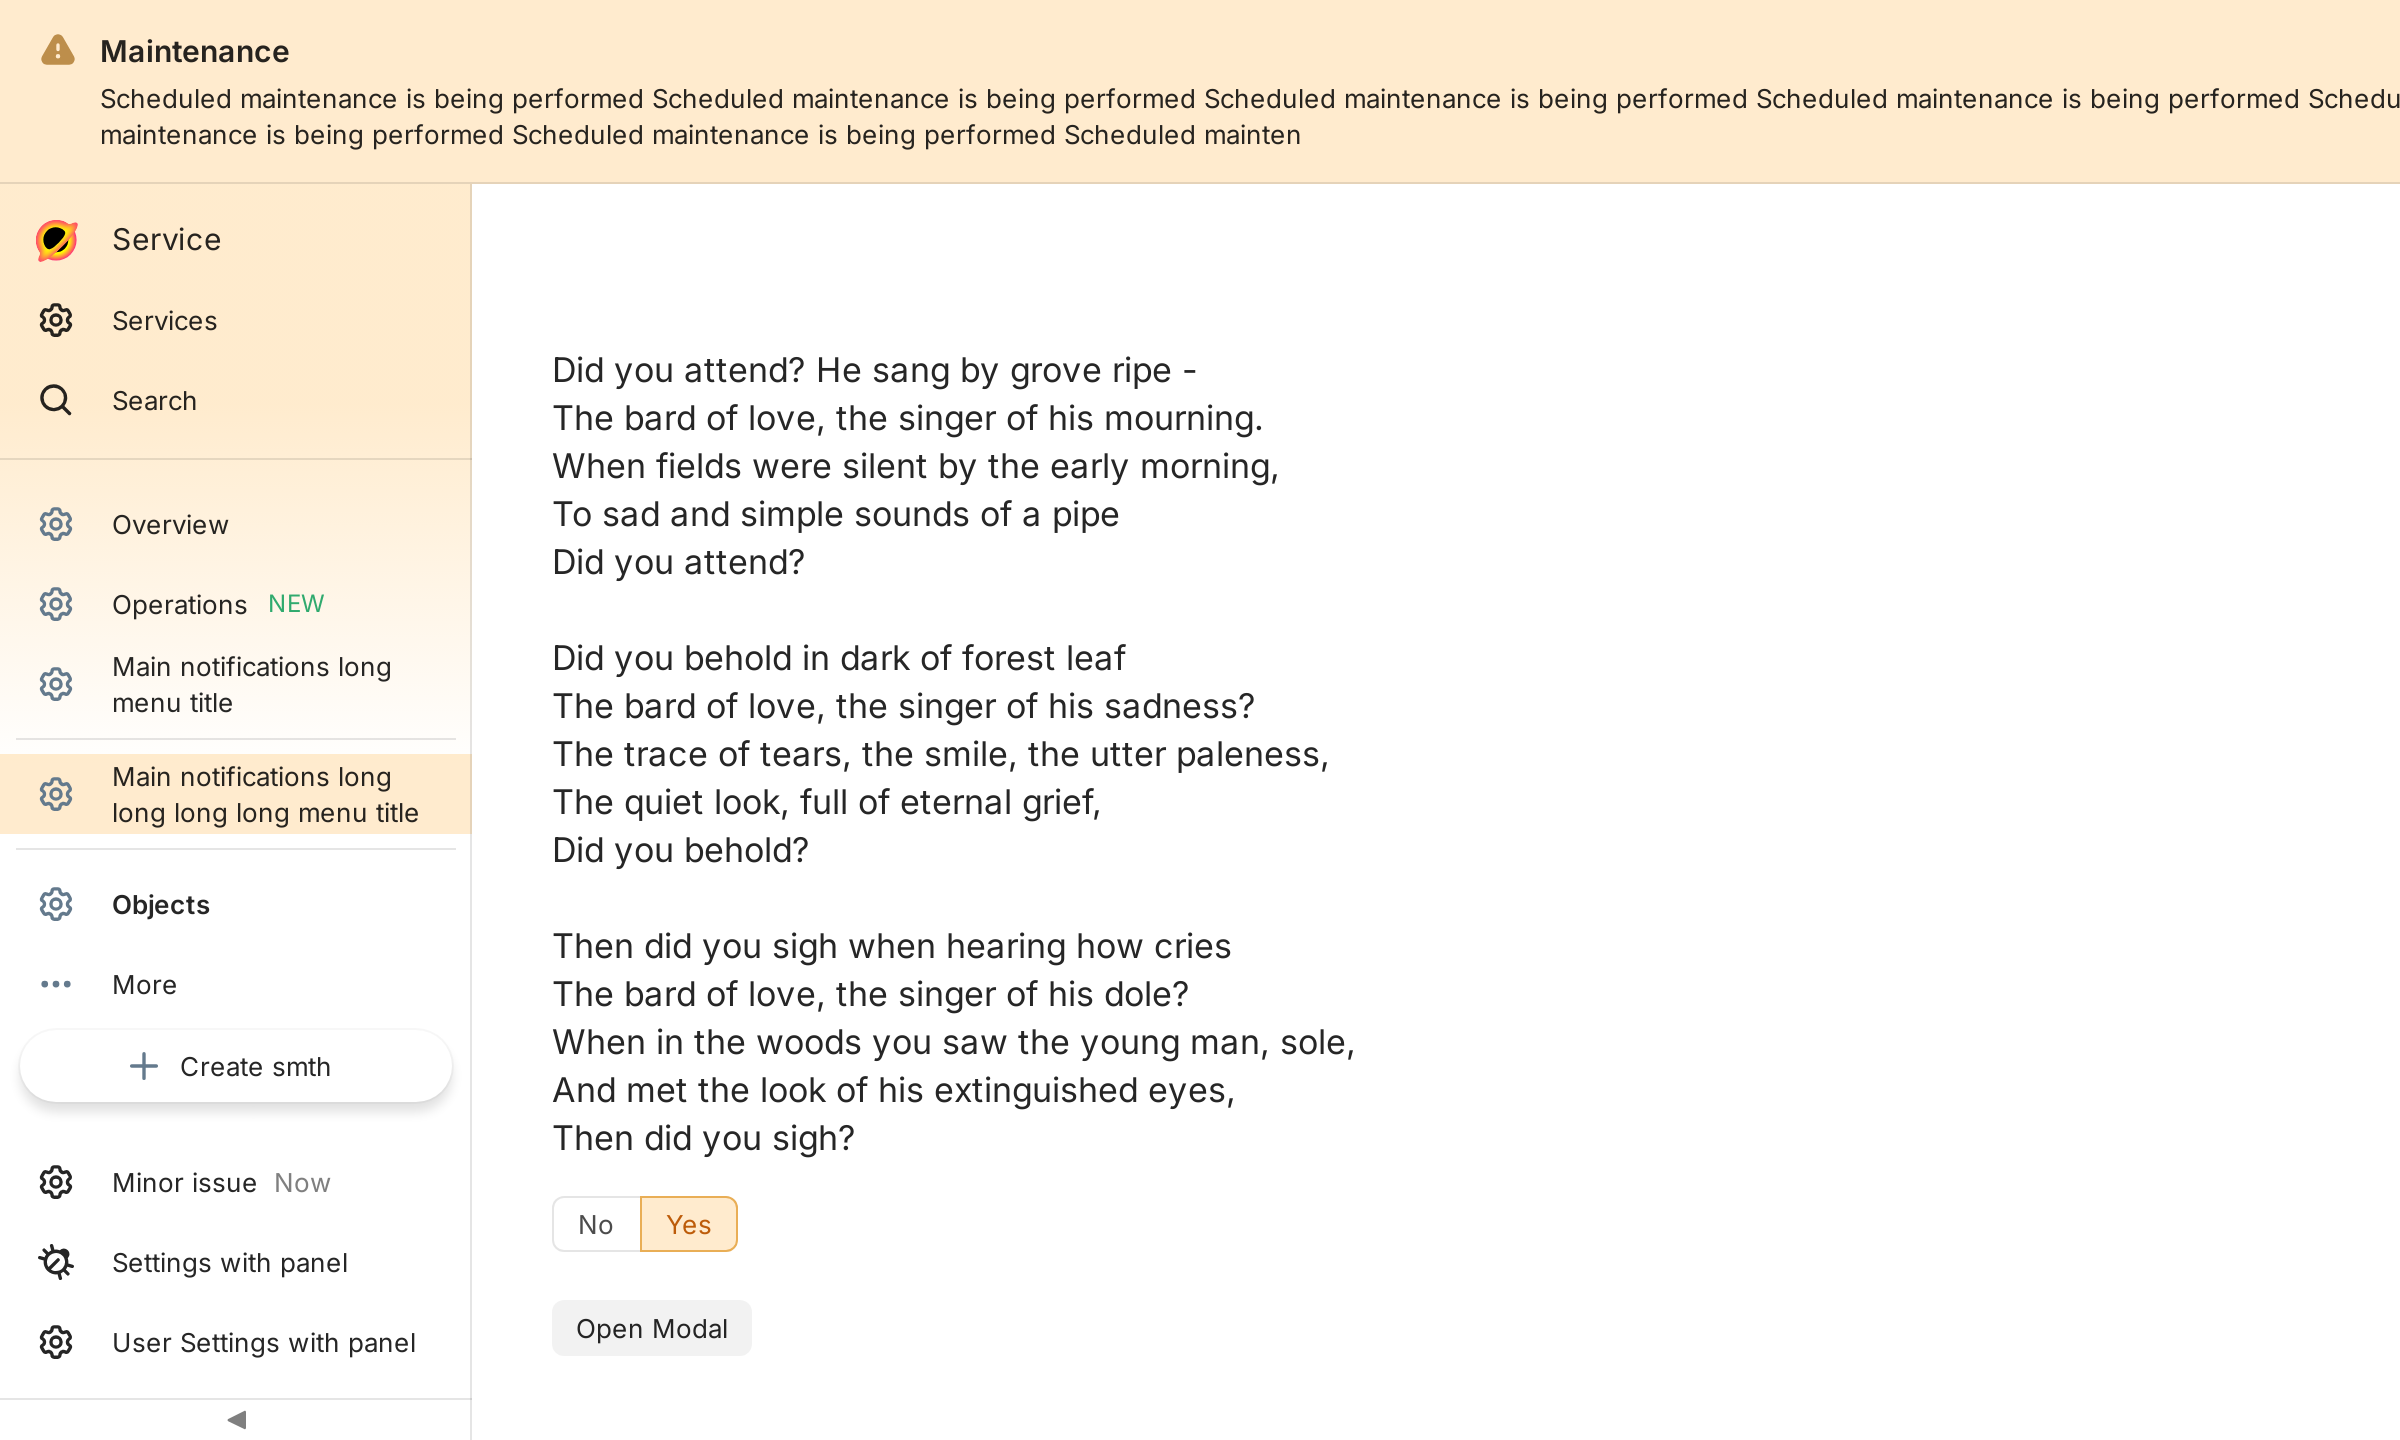 Maintenance
Scheduled maintenance is being performed Scheduled maintenance is being performed Scheduled maintenance is being performed Scheduled maintenance is being performed Schedu
maintenance is being performed Scheduled maintenance is being performed Scheduled mainten
Service
Services
Search
Overview
Operations NEW
Main notifications long
menu title
Main notifications long
long long long menu title
Objects
More
Create smth
Minor issue Now
Settings with panel
User Settings with panel
Did you attend? He sang by grove ripe -
The bard of love, the singer of his mourning.
When fields were silent by the early morning,
To sad and simple sounds of a pipe
Did you attend?
Did you behold in dark of forest leaf
The bard of love, the singer of his sadness?
The trace of tears, the smile, the utter paleness,
The quiet look, full of eternal grief,
Did you behold?
Then did you sigh when hearing how cries
The bard of love, the singer of his dole?
When in the woods you saw the young man, sole,
And met the look of his extinguished eyes,
Then did you sigh?
No Yes
Open Modal